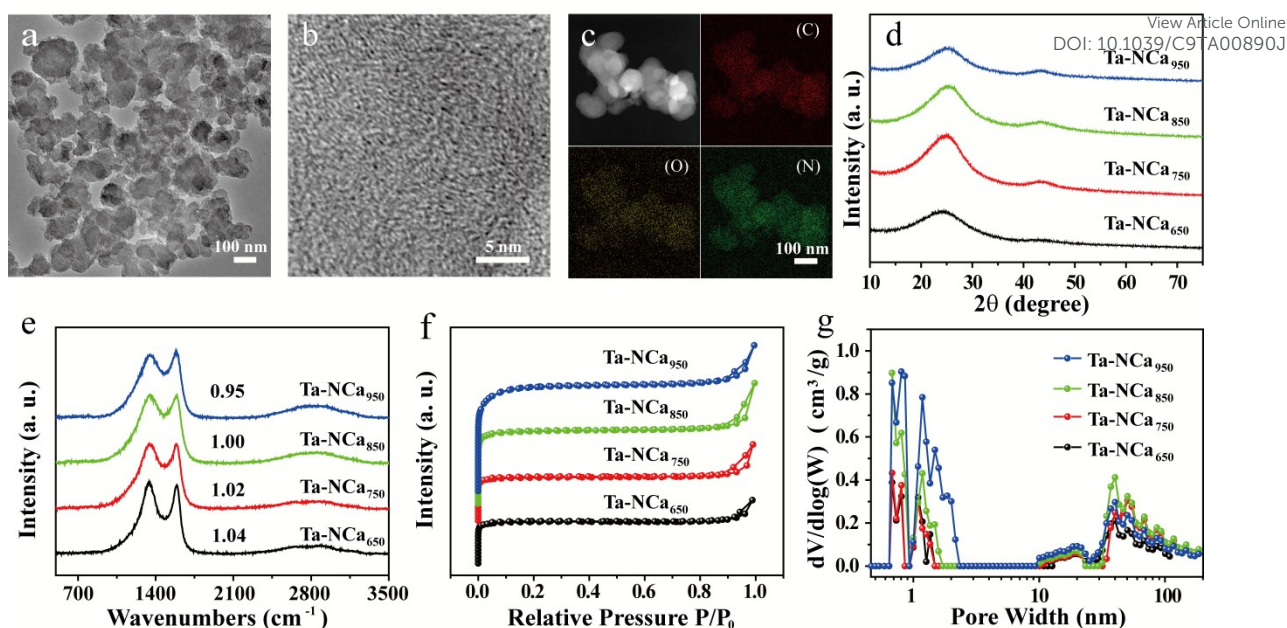 View Article Online
DOI: 10.1039/C9TA00890J
a
100 nm
b
5 nm
c
(C)
(O)
(N)
100 nm
d
Ta-NCa950
Ta-NCa850
Ta-NCa750
Ta-NCa650
Intensity (a. u.)
10 20 30 40 50 60 70
2θ (degree)
e
0.95 Ta-NCa950
1.00 Ta-NCa850
1.02 Ta-NCa750
1.04 Ta-NCa650
Intensity (a. u.)
700 1400 2100 2800 3500
Wavenumbers (cm-1)
f
Ta-NCa950
Ta-NCa850
Ta-NCa750
Ta-NCa650
Intensity (a. u.)
0.0 0.2 0.4 0.6 0.8 1.0
Relative Pressure P/P0
g
Ta-NCa950
Ta-NCa850
Ta-NCa750
Ta-NCa650
dV/dlog(W) ( cm3/g)
1.0
0.8
0.6
0.4
0.2
0.0
1 10 100
Pore Width (nm)